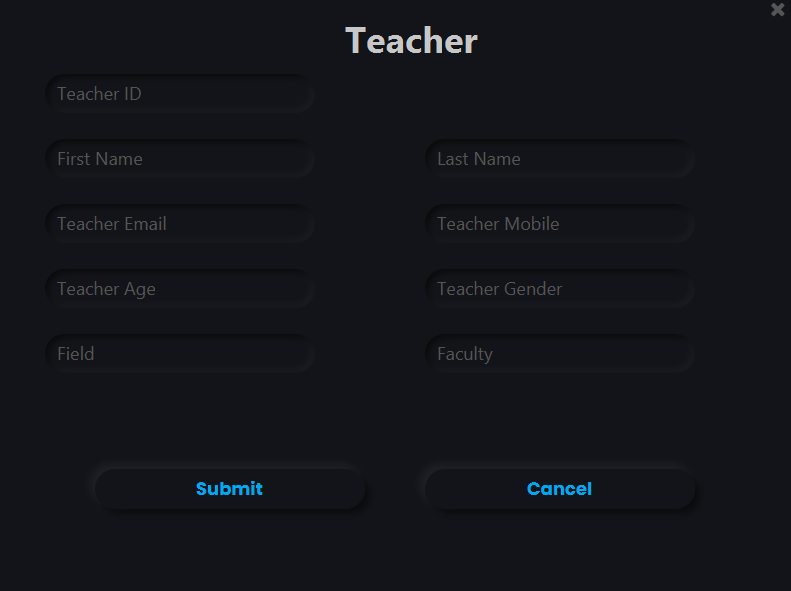 Teacher
Teacher ID
First Name
Last Name
Teacher Email
Teacher Mobile
Teacher Age
Teacher Gender
Field
Faculty
Submit
Cancel